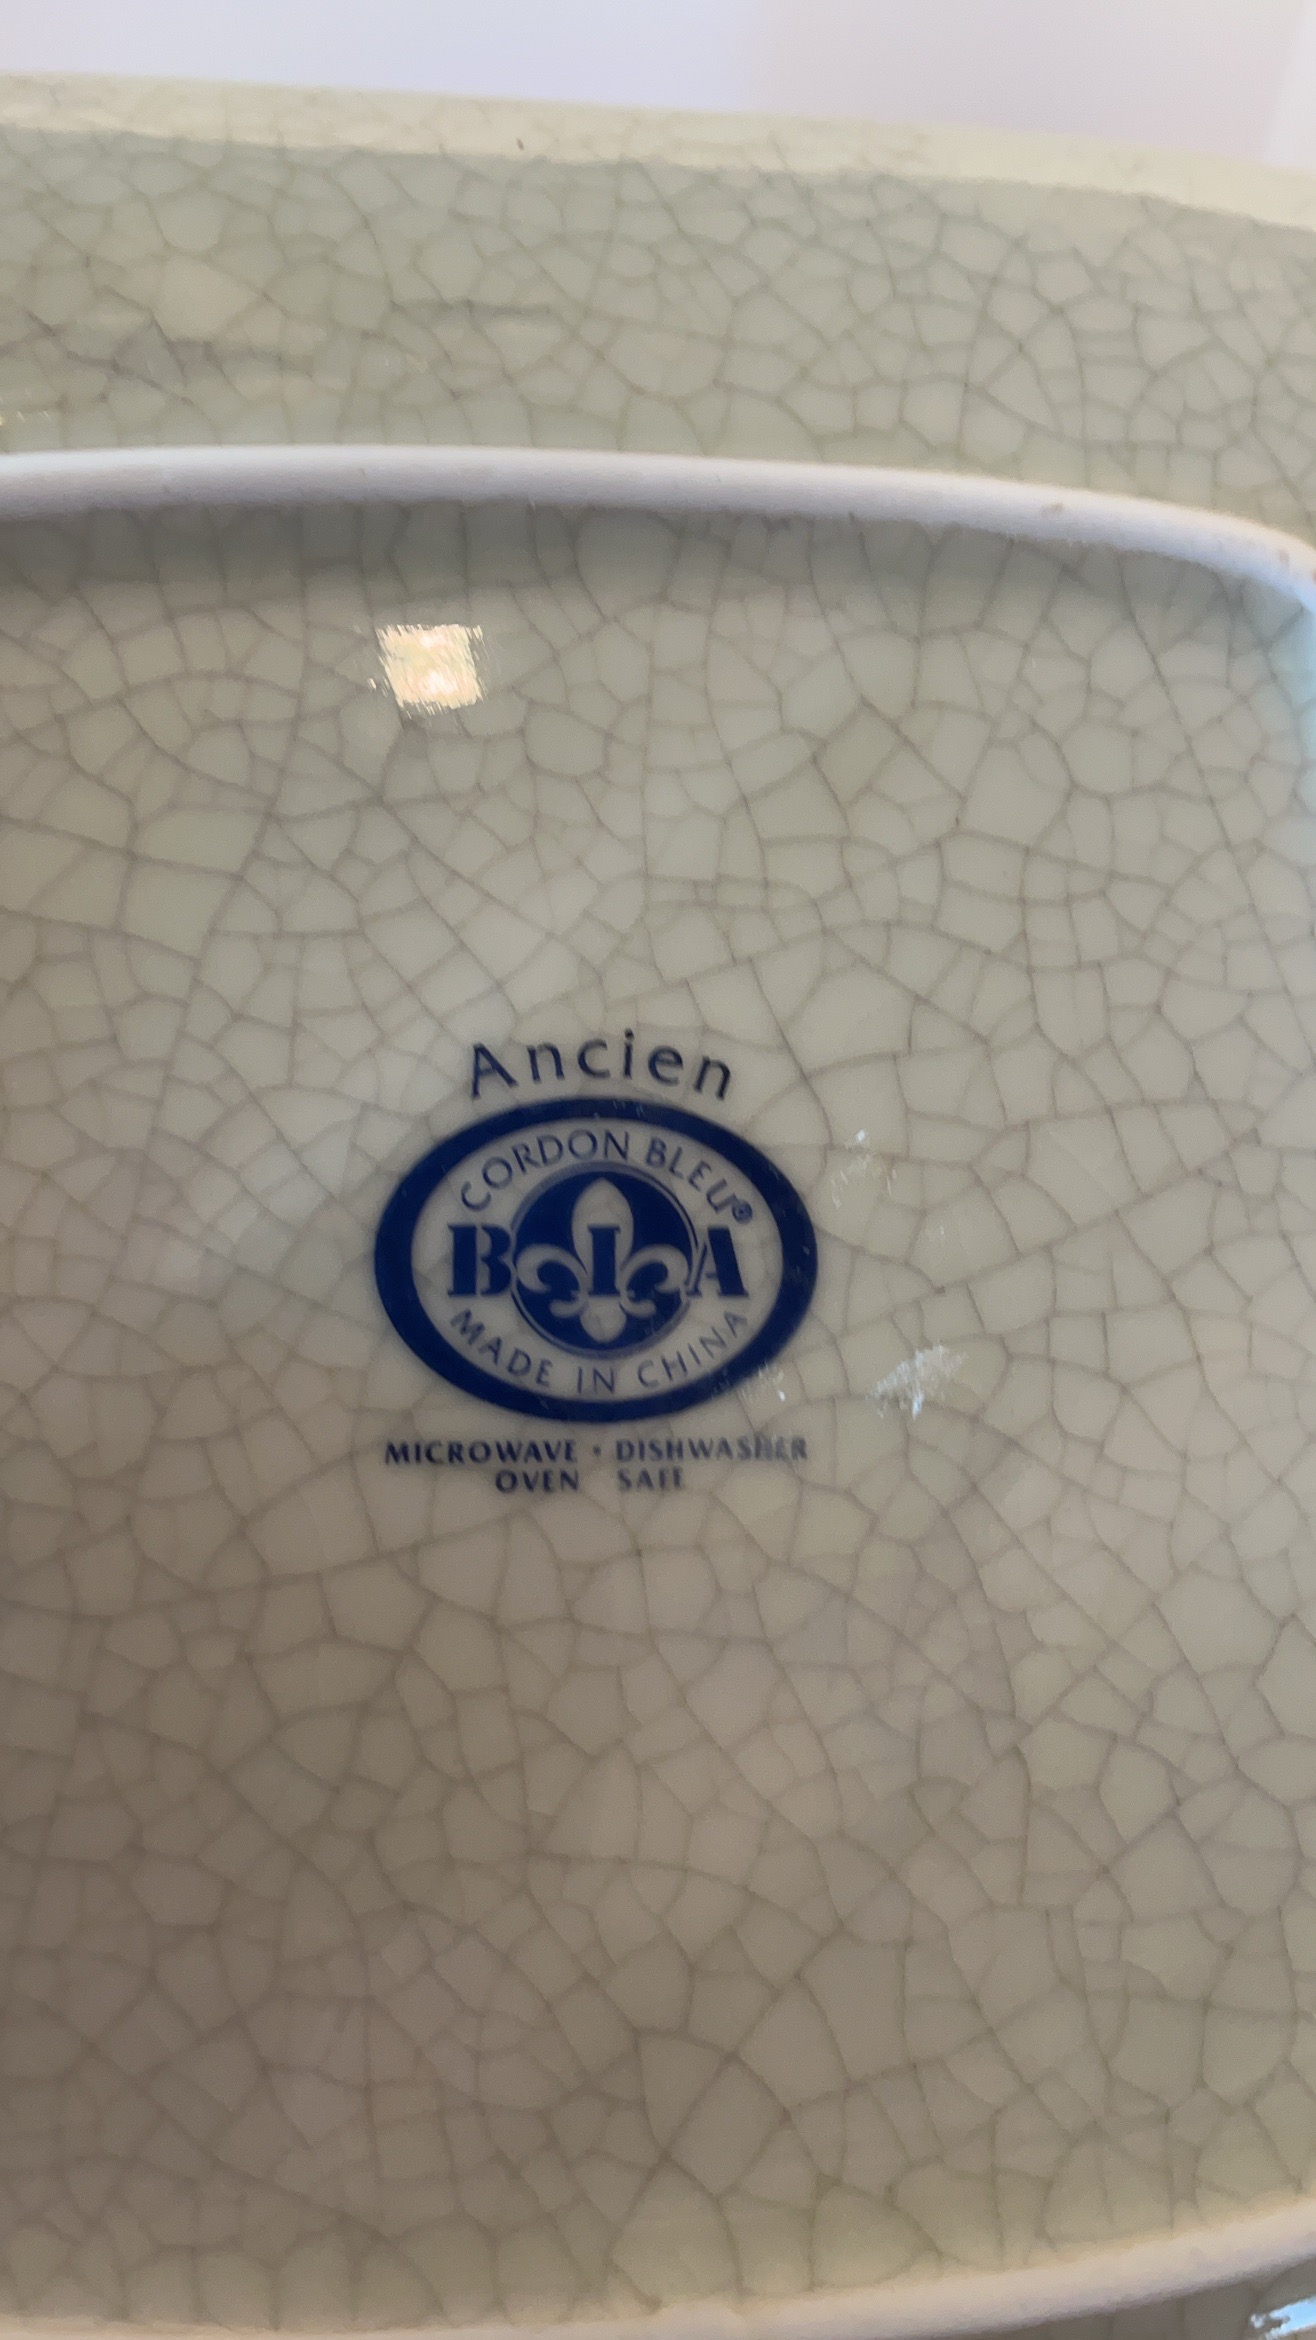 Ancien
CORDON BLEU®
BIA
MADE IN CHINA
MICROWAVE • DISHWASHER
OVEN SAFE